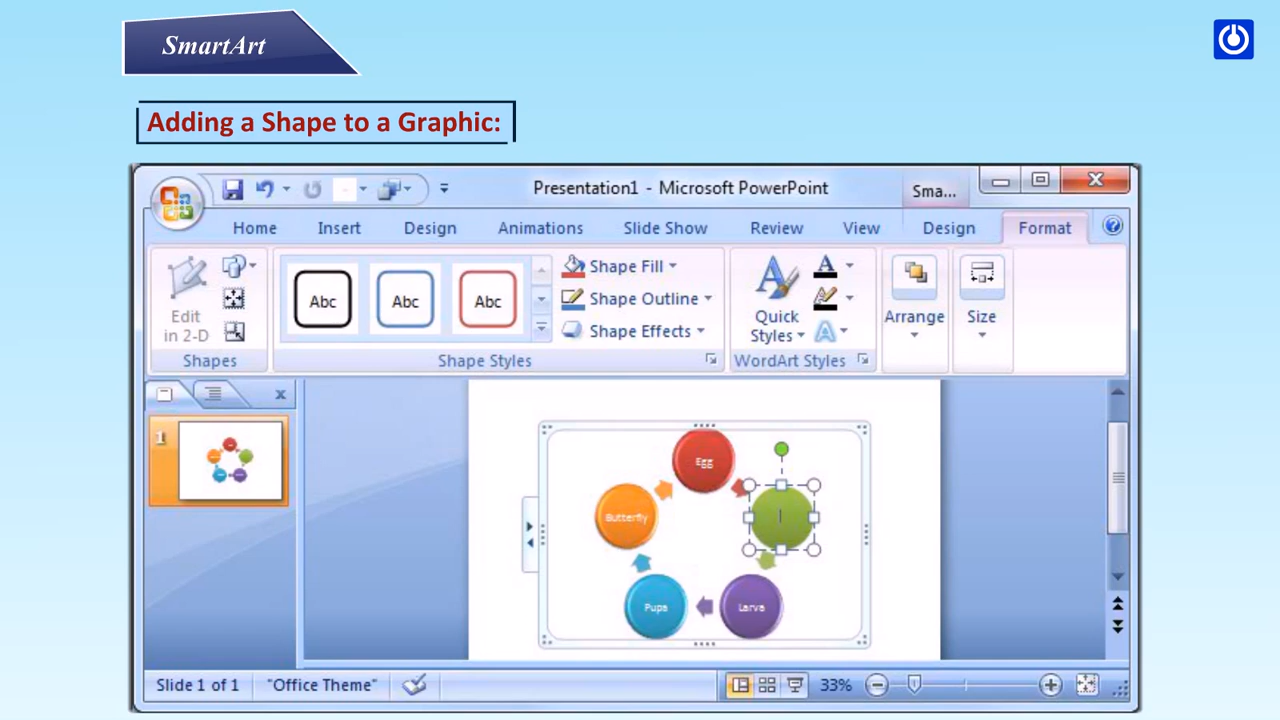 SmartArt
Adding a Shape to a Graphic:
Presentation1 - Microsoft PowerPoint
Sma...
Home Insert Design Animations Slide Show Review View Design Format
Edit
in 2-D
Shapes
Abc Abc Abc
Shape Fill
Shape Outline
Shape Effects
Shape Styles
A
Quick
Styles
A
A
WordArt Styles
Arrange
Size
1
Egg
Butterfly
Pupa
Larva
Slide 1 of 1
"Office Theme"
33%